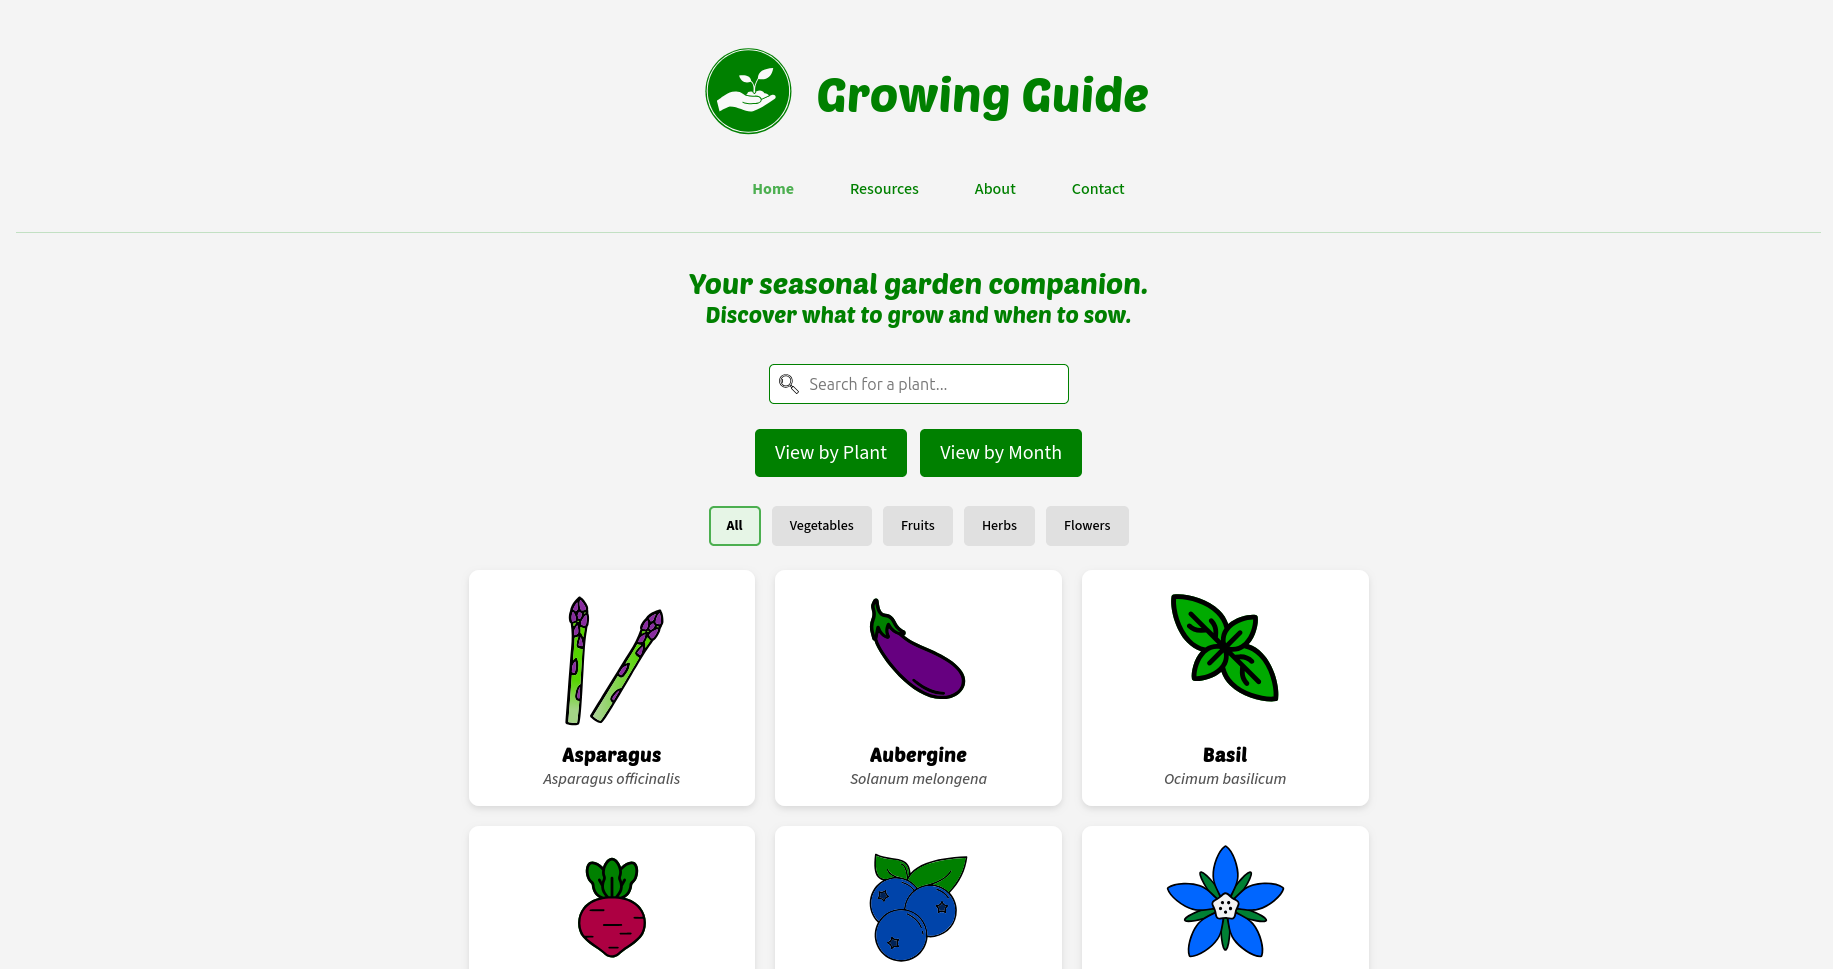 Growing Guide
Home Resources About Contact
Your seasonal garden companion.
Discover what to grow and when to sow.
Search for a plant...
View by Plant View by Month
All Vegetables Fruits Herbs Flowers
Asparagus Aubergine Basil
Asparagus officinalis Solanum melongena Ocimum basilicum